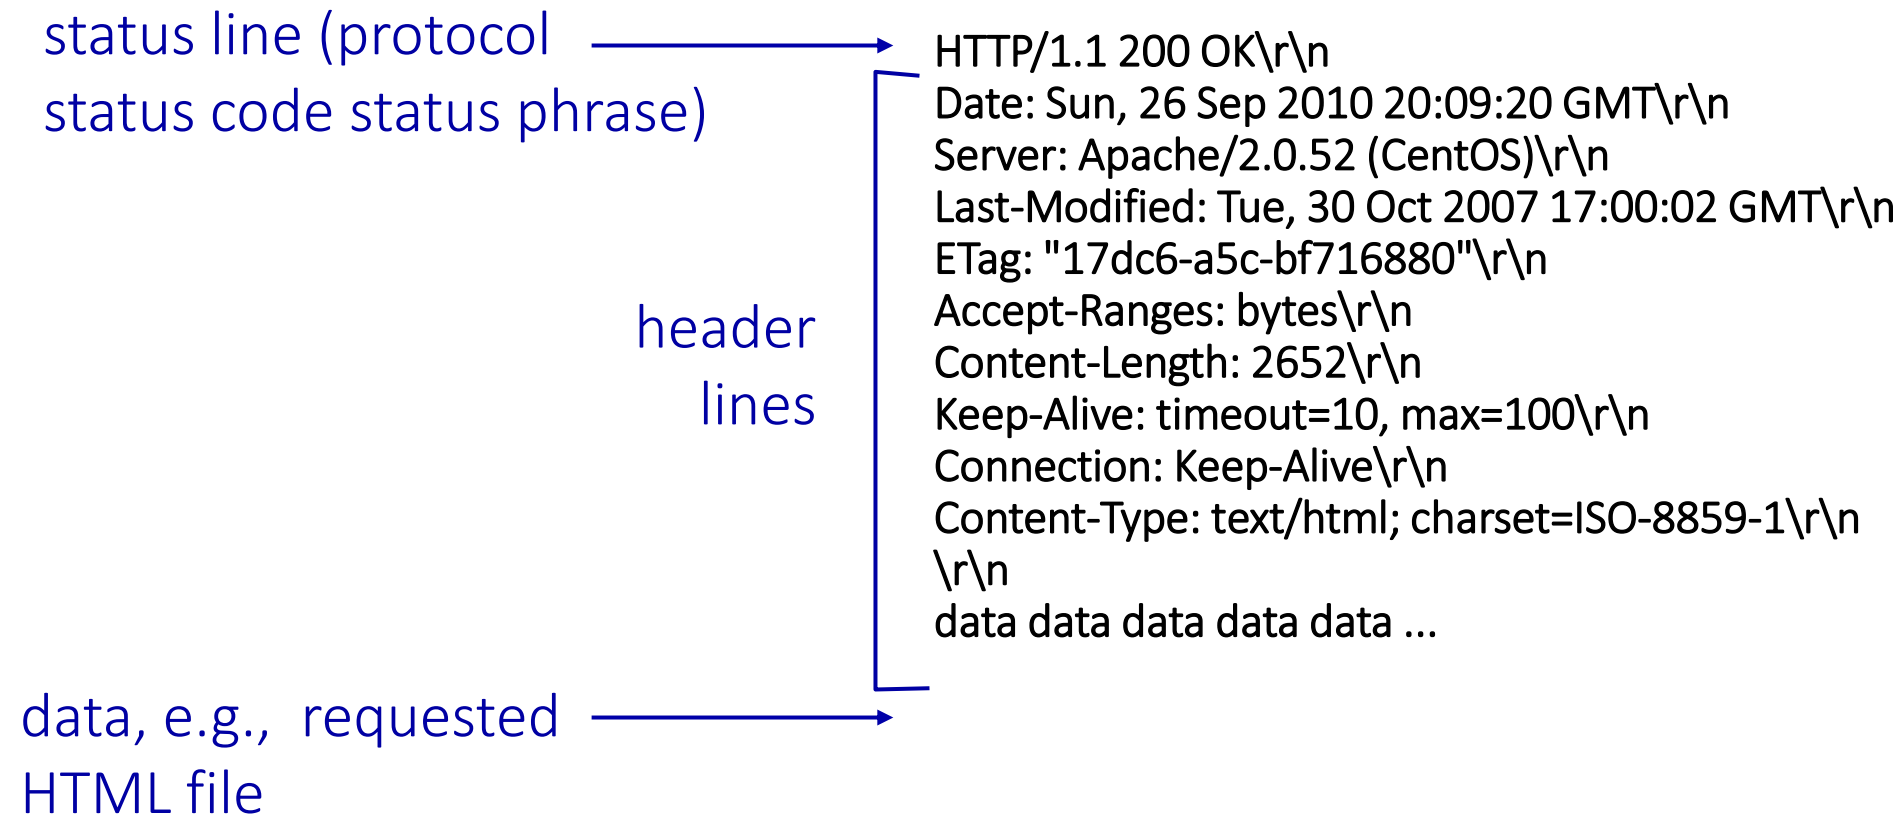 status line (protocol
status code status phrase)
header
lines
data, e.g.,  requested
HTML file
HTTP/1.1 200 OK\r\n
Date: Sun, 26 Sep 2010 20:09:20 GMT\r\n
Server: Apache/2.0.52 (CentOS)\r\n
Last-Modified: Tue, 30 Oct 2007 17:00:02 GMT\r\n
ETag: "17dc6-a5c-bf716880"\r\n
Accept-Ranges: bytes\r\n
Content-Length: 2652\r\n
Keep-Alive: timeout=10, max=100\r\n
Connection: Keep-Alive\r\n
Content-Type: text/html; charset=ISO-8859-1\r\n
\r\n
data data data data data ...